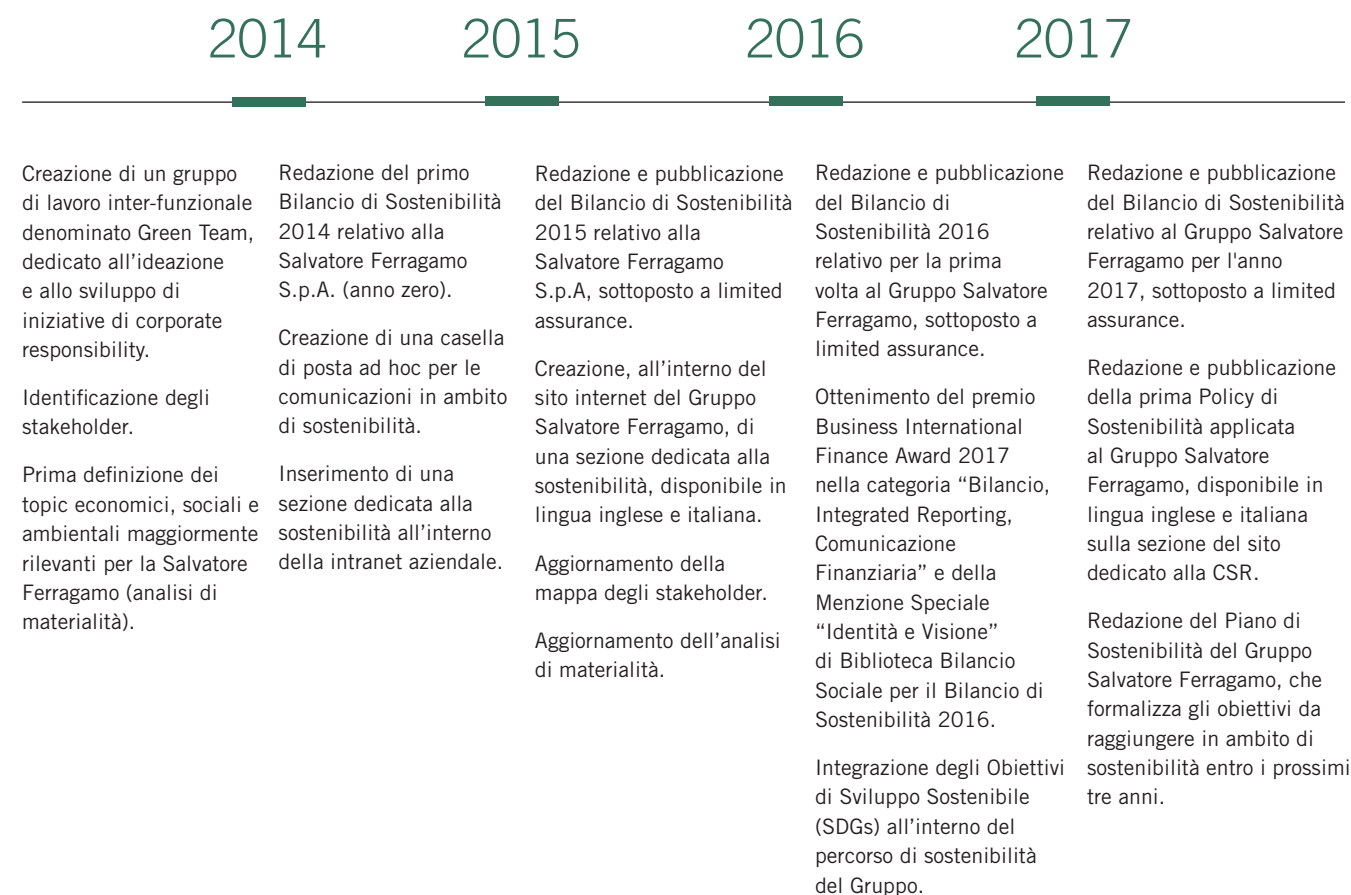 2014
2015
2016
2017
Creazione di un gruppo
di lavoro inter-funzionale
denominato Green Team,
dedicato all’ideazione
e allo sviluppo di
iniziative di corporate
responsibility.
Identificazione degli
stakeholder.
Prima definizione dei
topic economici, sociali e
ambientali maggiormente
rilevanti per la Salvatore
Ferragamo (analisi di
materialità).
Redazione del primo
Bilancio di Sostenibilità
2014 relativo alla
Salvatore Ferragamo
S.p.A. (anno zero).
Creazione di una casella
di posta ad hoc per le
comunicazioni in ambito
di sostenibilità.
Inserimento di una
sezione dedicata alla
sostenibilità all’interno
della intranet aziendale.
Redazione e pubblicazione
del Bilancio di Sostenibilità
2015 relativo alla
Salvatore Ferragamo
S.p.A, sottoposto a limited
assurance.
Creazione, all’interno del
sito internet del Gruppo
Salvatore Ferragamo, di
una sezione dedicata alla
sostenibilità, disponibile in
lingua inglese e italiana.
Aggiornamento della
mappa degli stakeholder.
Aggiornamento dell’analisi
di materialità.
Redazione e pubblicazione
del Bilancio di
Sostenibilità 2016
relativo per la prima
volta al Gruppo Salvatore
Ferragamo, sottoposto a
limited assurance.
Ottenimento del premio
Business International
Finance Award 2017
nella categoria “Bilancio,
Integrated Reporting,
Comunicazione
Finanziaria” e della
Menzione Speciale
“Identità e Visione”
di Biblioteca Bilancio
Sociale per il Bilancio di
Sostenibilità 2016.
Integrazione degli Obiettivi
di Sviluppo Sostenibile
(SDGs) all’interno del
percorso di sostenibilità
del Gruppo.
Redazione e pubblicazione
del Bilancio di Sostenibilità
relativo al Gruppo Salvatore
Ferragamo per l'anno
2017, sottoposto a limited
assurance.
Redazione e pubblicazione
della prima Policy di
Sostenibilità applicata
al Gruppo Salvatore
Ferragamo, disponibile in
lingua inglese e italiana
sulla sezione del sito
dedicato alla CSR.
Redazione del Piano di
Sostenibilità del Gruppo
Salvatore Ferragamo, che
formalizza gli obiettivi da
raggiungere in ambito di
sostenibilità entro i prossimi
tre anni.